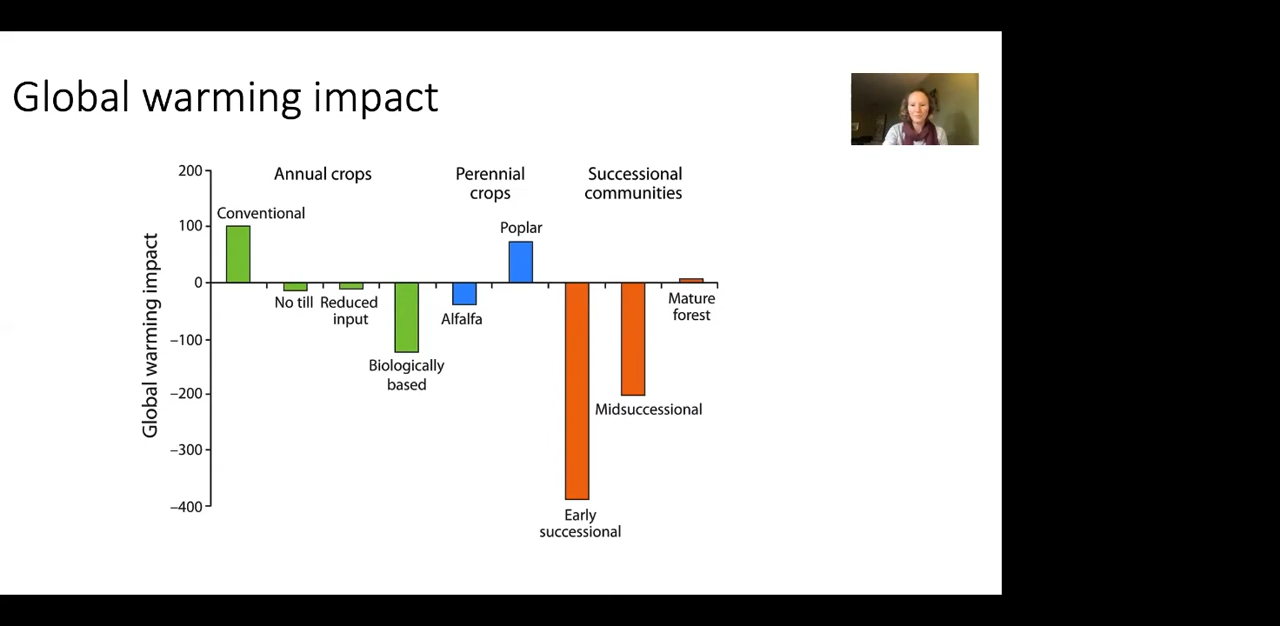 Global warming impact
Annual crops
Perennial
crops
Successional
communities
Global warming impact
200
100
0
–100
–200
–300
–400
Conventional
No till
Reduced
input
Biologically
based
Alfalfa
Poplar
Early
successional
Midsuccessional
Mature
forest